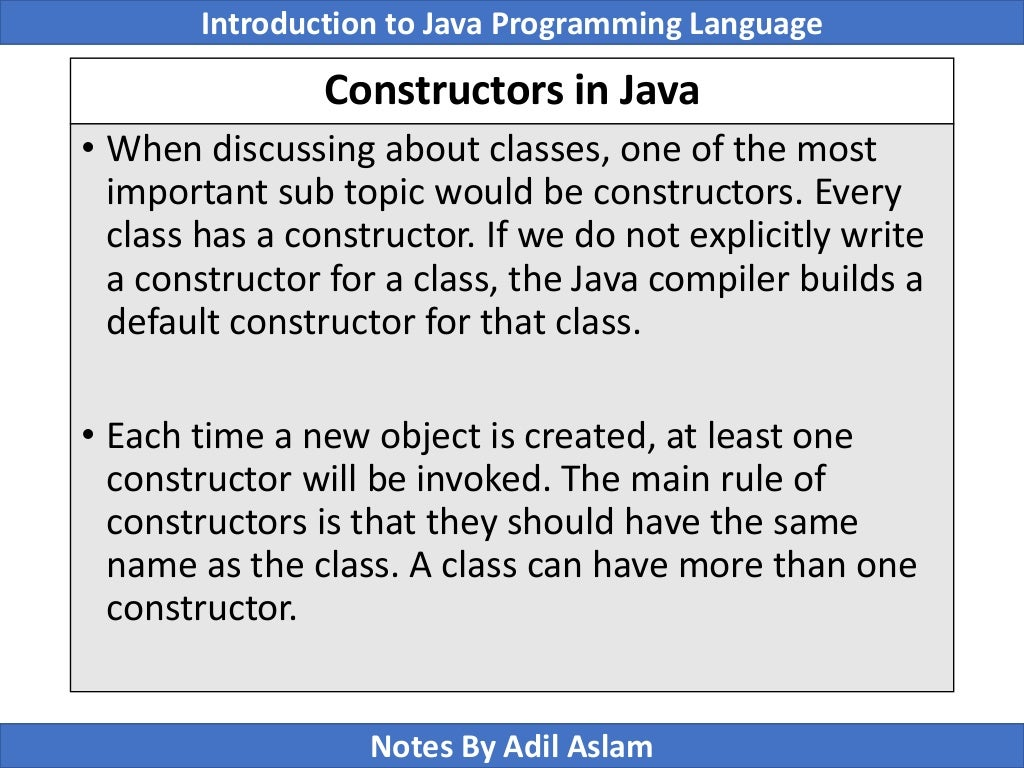 Introduction to Java Programming Language
Constructors in Java
• When discussing about classes, one of the most
important sub topic would be constructors. Every
class has a constructor. If we do not explicitly write
a constructor for a class, the Java compiler builds a
default constructor for that class.
• Each time a new object is created, at least one
constructor will be invoked. The main rule of
constructors is that they should have the same
name as the class. A class can have more than one
constructor.
Notes By Adil Aslam